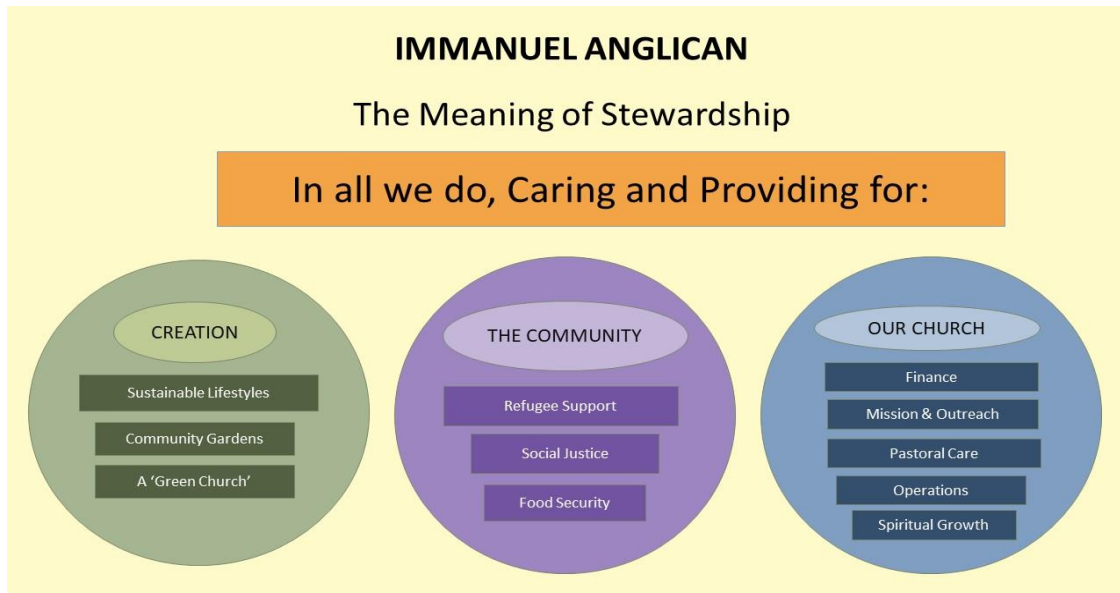 IMMANUEL ANGLICAN
The Meaning of Stewardship
In all we do, Caring and Providing for:
CREATION
Sustainable Lifestyles
Community Gardens
A ‘Green Church’
THE COMMUNITY
Refugee Support
Social Justice
Food Security
OUR CHURCH
Finance
Mission & Outreach
Pastoral Care
Operations
Spiritual Growth